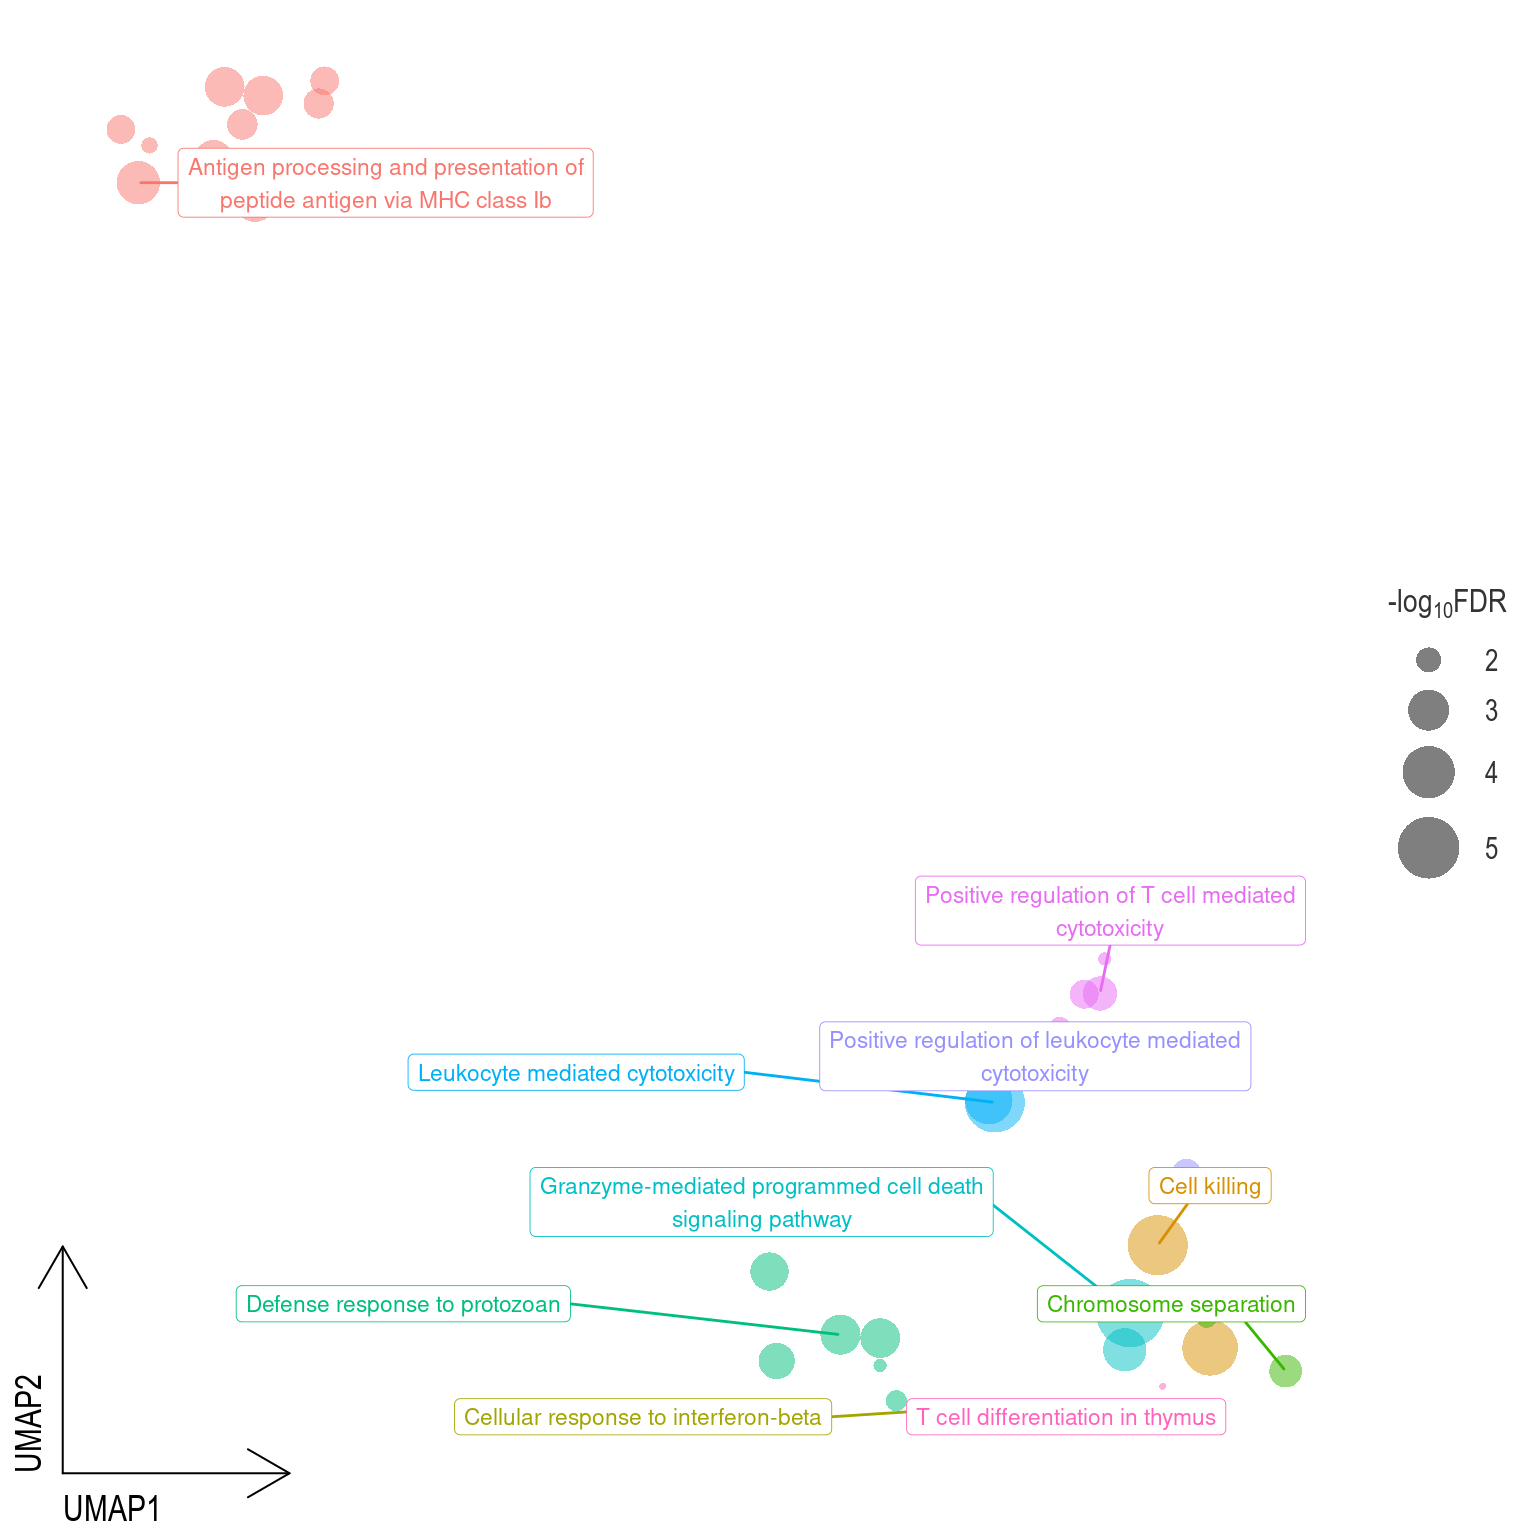 Antigen processing and presentation of
peptide antigen via MHC class Ib
-log₁₀FDR
2
3
4
5
Positive regulation of T cell mediated
cytotoxicity
Positive regulation of leukocyte mediated
cytotoxicity
Leukocyte mediated cytotoxicity
Granzyme-mediated programmed cell death
signaling pathway
Cell killing
Defense response to protozoan
Chromosome separation
Cellular response to interferon-beta
T cell differentiation in thymus
UMAP2
UMAP1